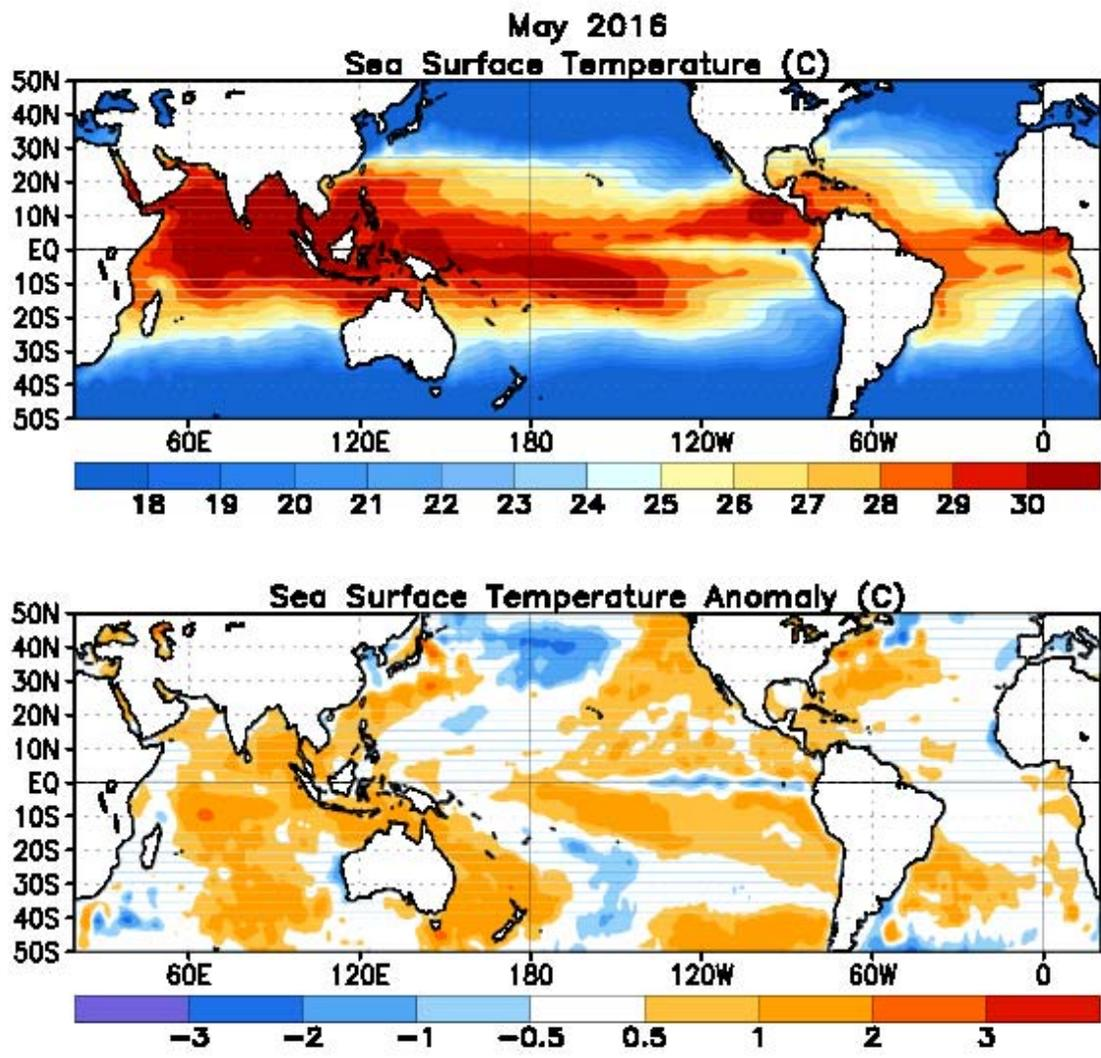 May 2016
Sea Surface Temperature (C)
50N
40N
30N
20N
10N
EQ
10S
20S
30S
40S
50S
60E 120E 180 120W 60W 0
18 19 20 21 22 23 24 25 26 27 28 29 30
Sea Surface Temperature Anomaly (C)
50N
40N
30N
20N
10N
EQ
10S
20S
30S
40S
50S
60E 120E 180 120W 60W 0
-3 -2 -1 -0.5 0.5 1 2 3